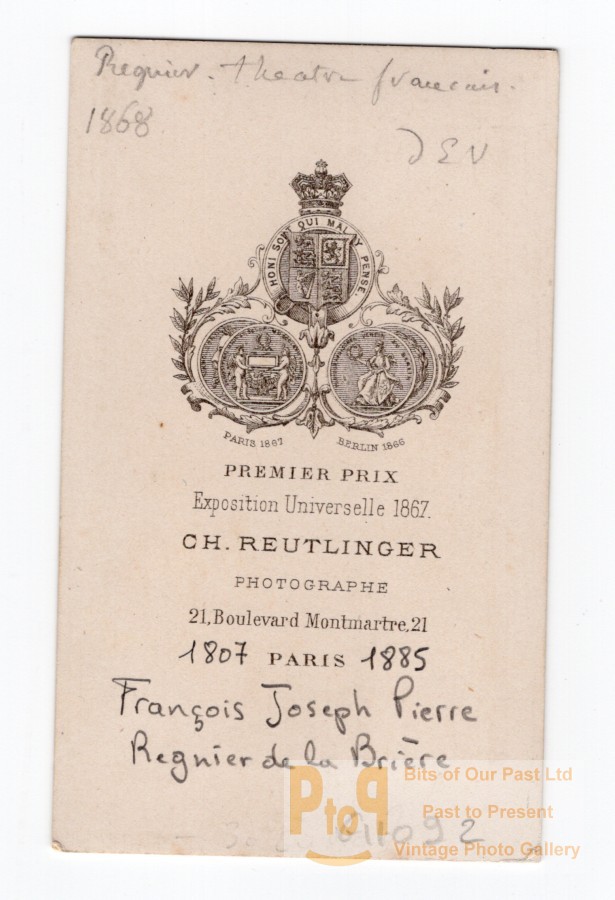 Regnier. theatre français.
1868
DEV
HONI SOIT QUI MAL Y PENSE.
PARIS 1867 BERLIN 1866
PREMIER PRIX
Exposition Universelle 1867.
CH. REUTLINGER
PHOTOGRAPHE
21, Boulevard Montmartre, 21
1807 PARIS 1885
François Joseph Pierre
Regnier de la Brière
PtoP
Bits of Our Past Ltd
Past to Present
Vintage Photo Gallery